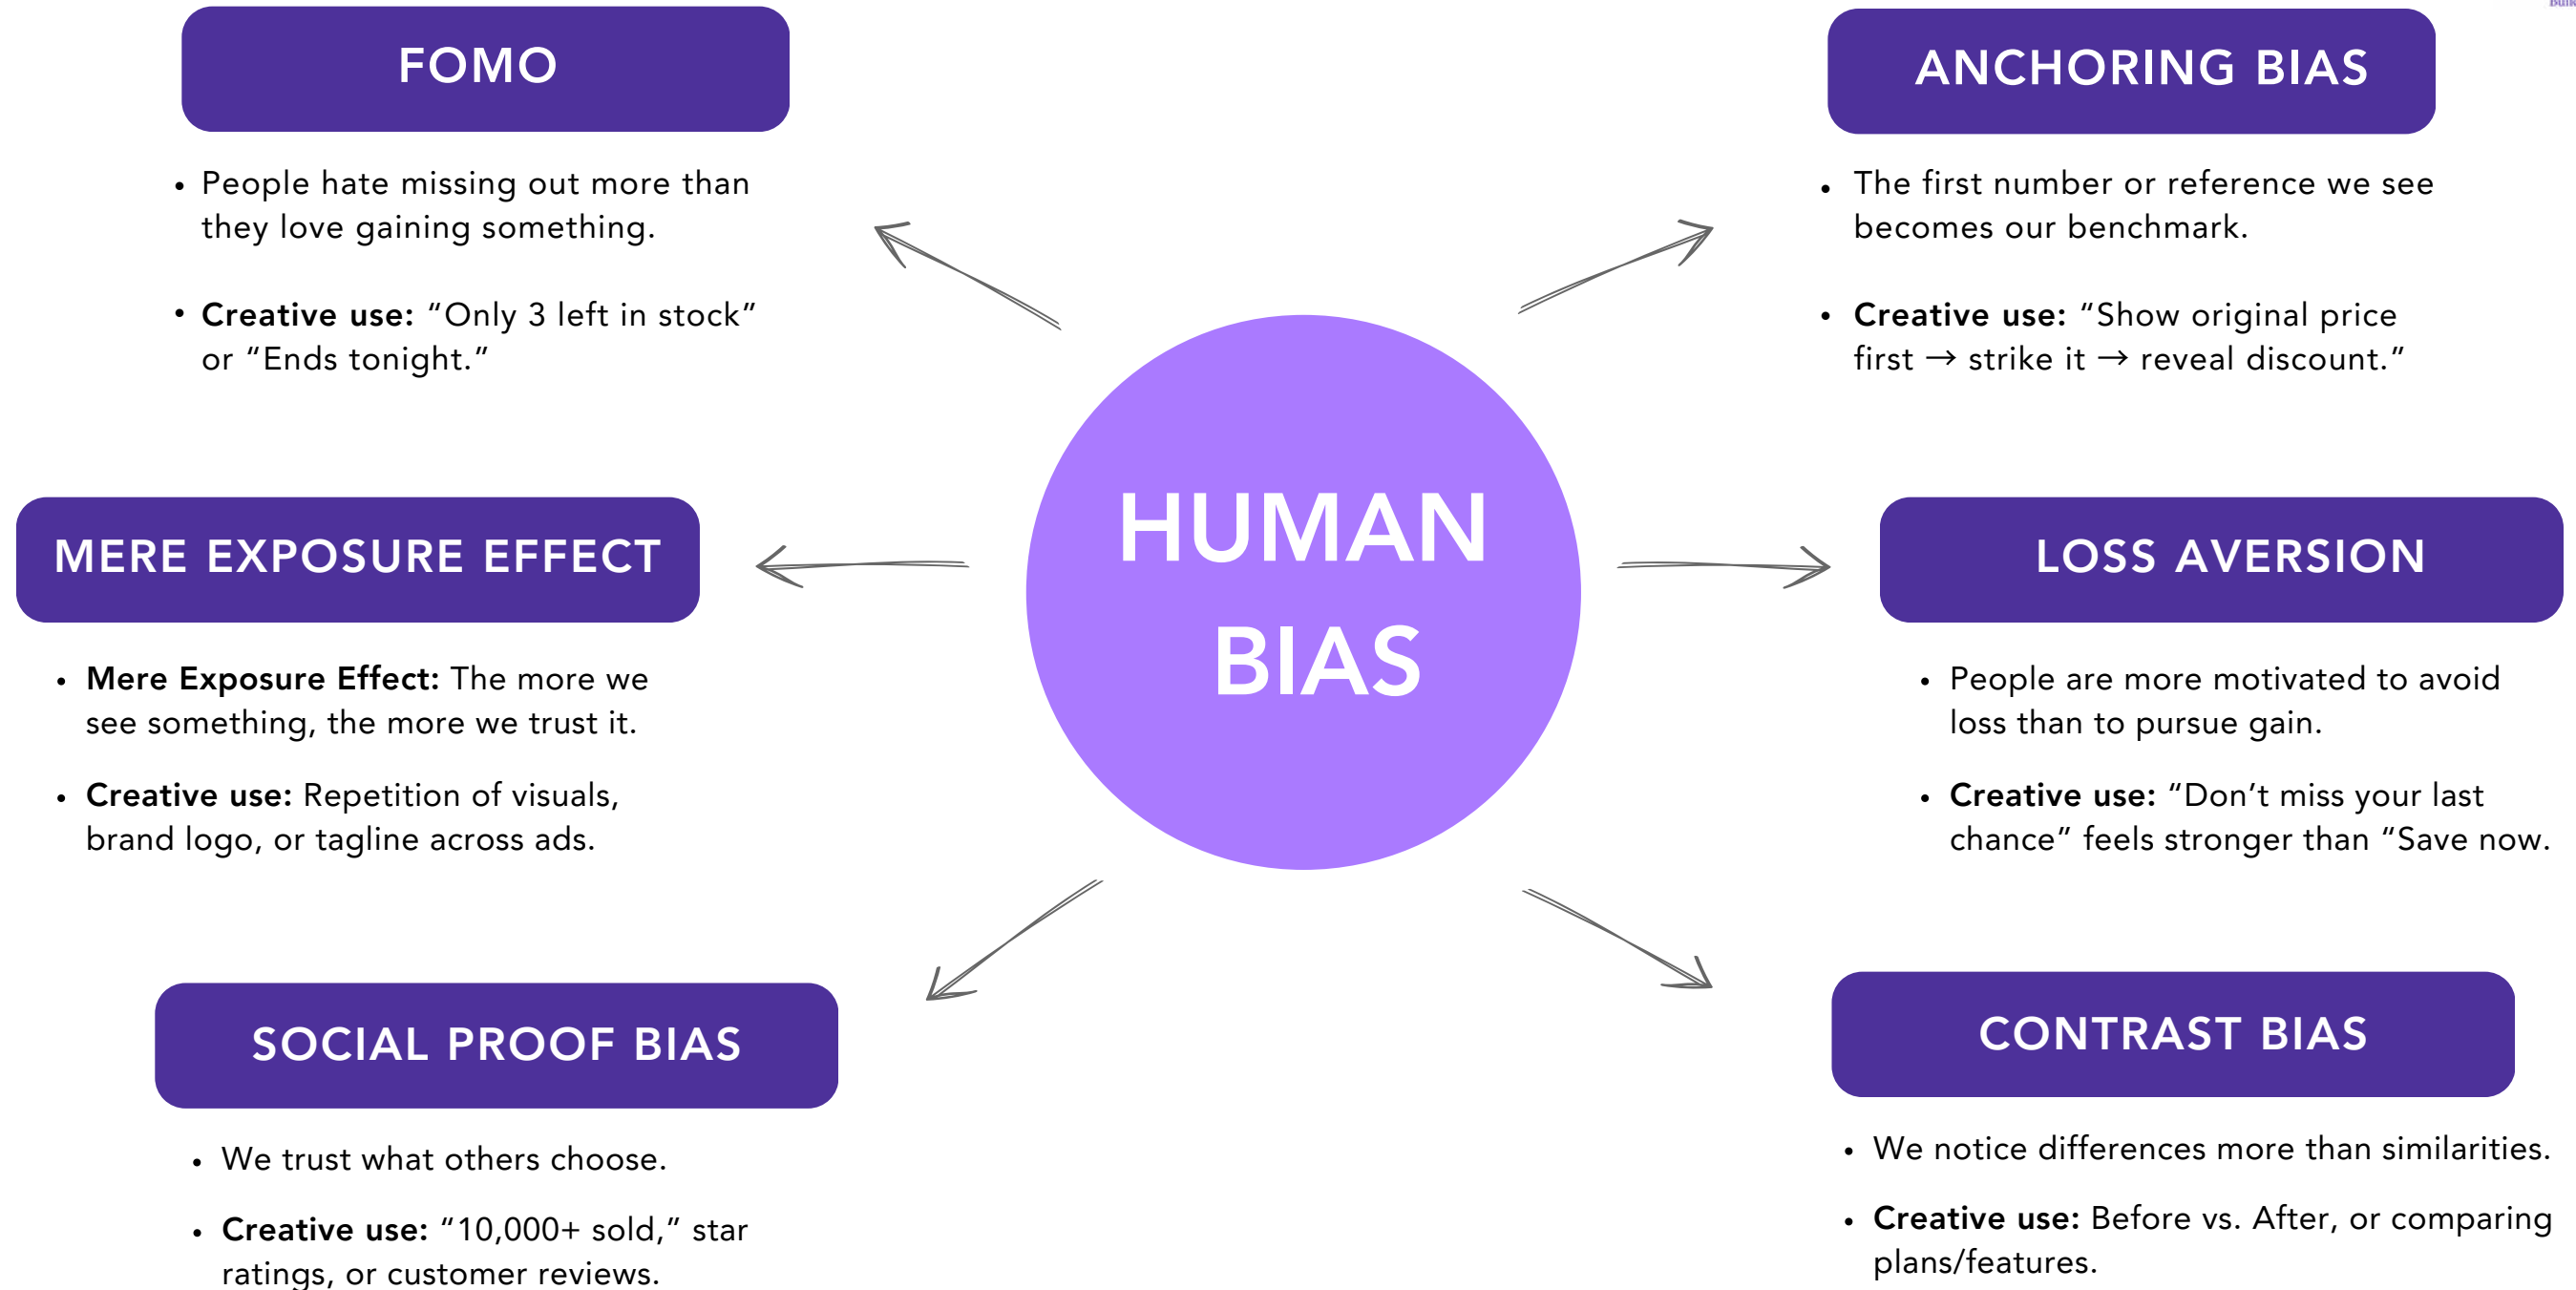 FOMO
• People hate missing out more than
they love gaining something.
• Creative use: “Only 3 left in stock”
or “Ends tonight.”
ANCHORING BIAS
• The first number or reference we see
becomes our benchmark.
• Creative use: “Show original price
first → strike it → reveal discount.”
HUMAN
BIAS
MERE EXPOSURE EFFECT
• Mere Exposure Effect: The more we
see something, the more we trust it.
• Creative use: Repetition of visuals,
brand logo, or tagline across ads.
LOSS AVERSION
• People are more motivated to avoid
loss than to pursue gain.
• Creative use: “Don’t miss your last
chance” feels stronger than “Save now.
SOCIAL PROOF BIAS
• We trust what others choose.
• Creative use: “10,000+ sold,” star
ratings, or customer reviews.
CONTRAST BIAS
• We notice differences more than similarities.
• Creative use: Before vs. After, or comparing
plans/features.